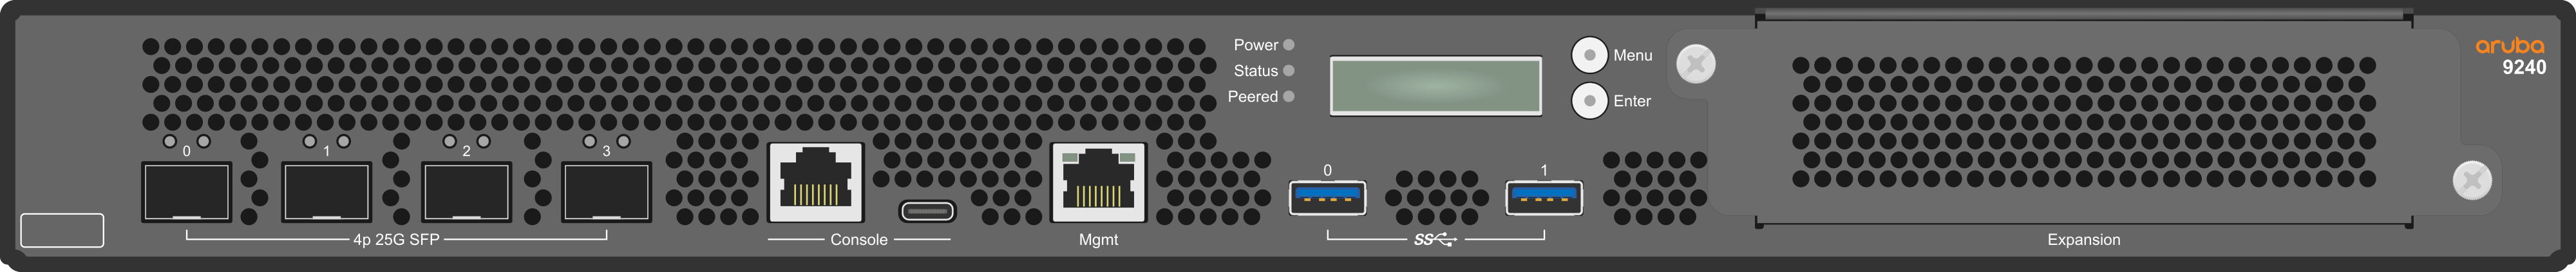 Power
Status
Peered
Menu
Enter
aruba
9240
0
1
2
3
4p 25G SFP
Console
Mgmt
0
1
SS
Expansion